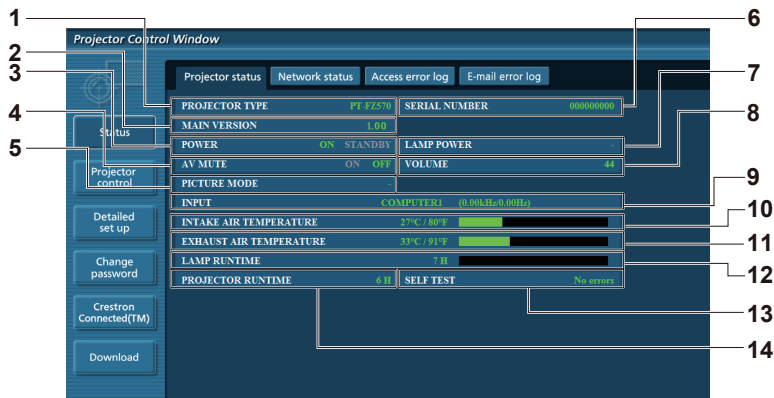 1
2
3
4
5
6
7
8
9
10
11
12
13
14
Projector Control Window
Projector status Network status Access error log E-mail error log
Status
Projector control
Detailed set up
Change password
Crestron Connected(TM)
Download
PROJECTOR TYPE PT-FZ570 SERIAL NUMBER 000000000
MAIN VERSION 1.00
POWER ON STANDBY LAMP POWER -
AV MUTE ON OFF VOLUME 44
PICTURE MODE -
INPUT COMPUTER1 (0.00kHz/0.00Hz)
INTAKE AIR TEMPERATURE 27°C / 80°F
EXHAUST AIR TEMPERATURE 33°C / 91°F
LAMP RUNTIME 7 H
PROJECTOR RUNTIME 6 H SELF TEST No errors